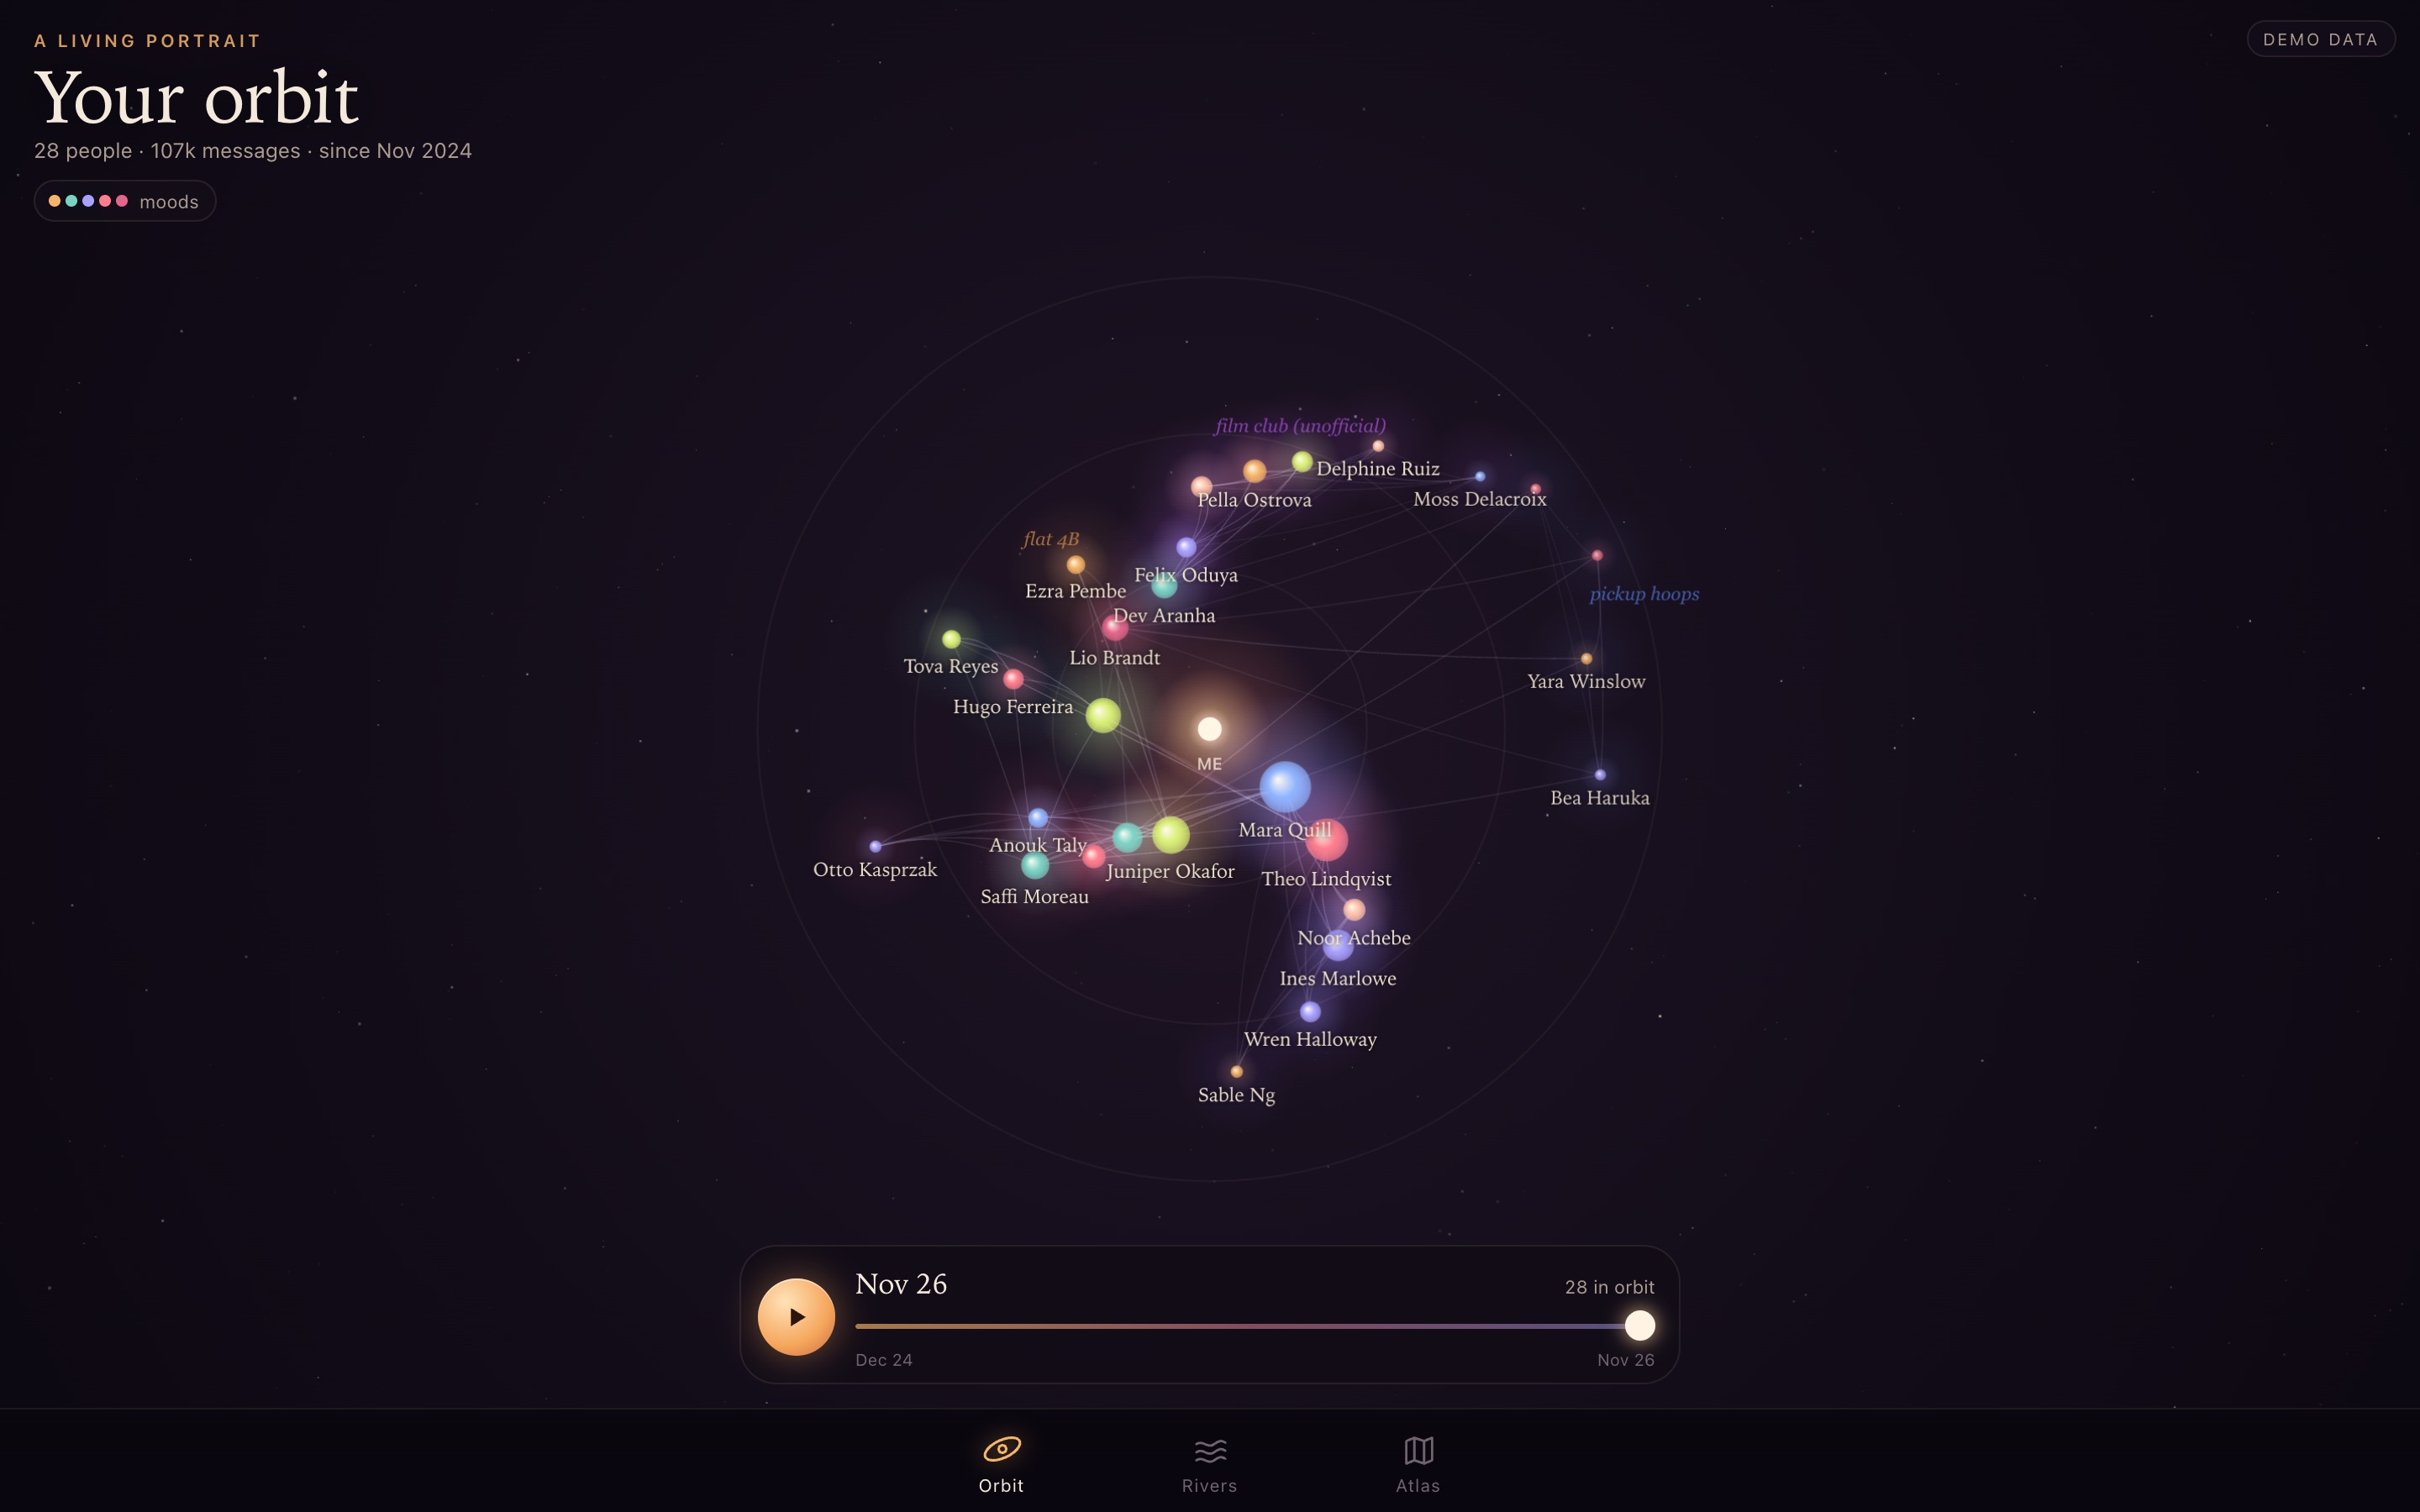 A LIVING PORTRAIT
DEMO DATA
Your orbit
28 people · 107k messages · since Nov 2024
moods
film club (unofficial)
Delphine Ruiz
Pella Ostrova
Moss Delacroix
flat 4B
Felix Oduya
Ezra Pembe
pickup hoops
Dev Aranha
Lio Brandt
Tova Reyes
Yara Winslow
Hugo Ferreira
ME
Bea Haruka
Mara Quill
Anouk Taly
Otto Kasprzak
Juniper Okafor
Theo Lindqvist
Saffi Moreau
Noor Achebe
Ines Marlowe
Wren Halloway
Sable Ng
Nov 26
28 in orbit
Dec 24
Nov 26
Orbit
Rivers
Atlas